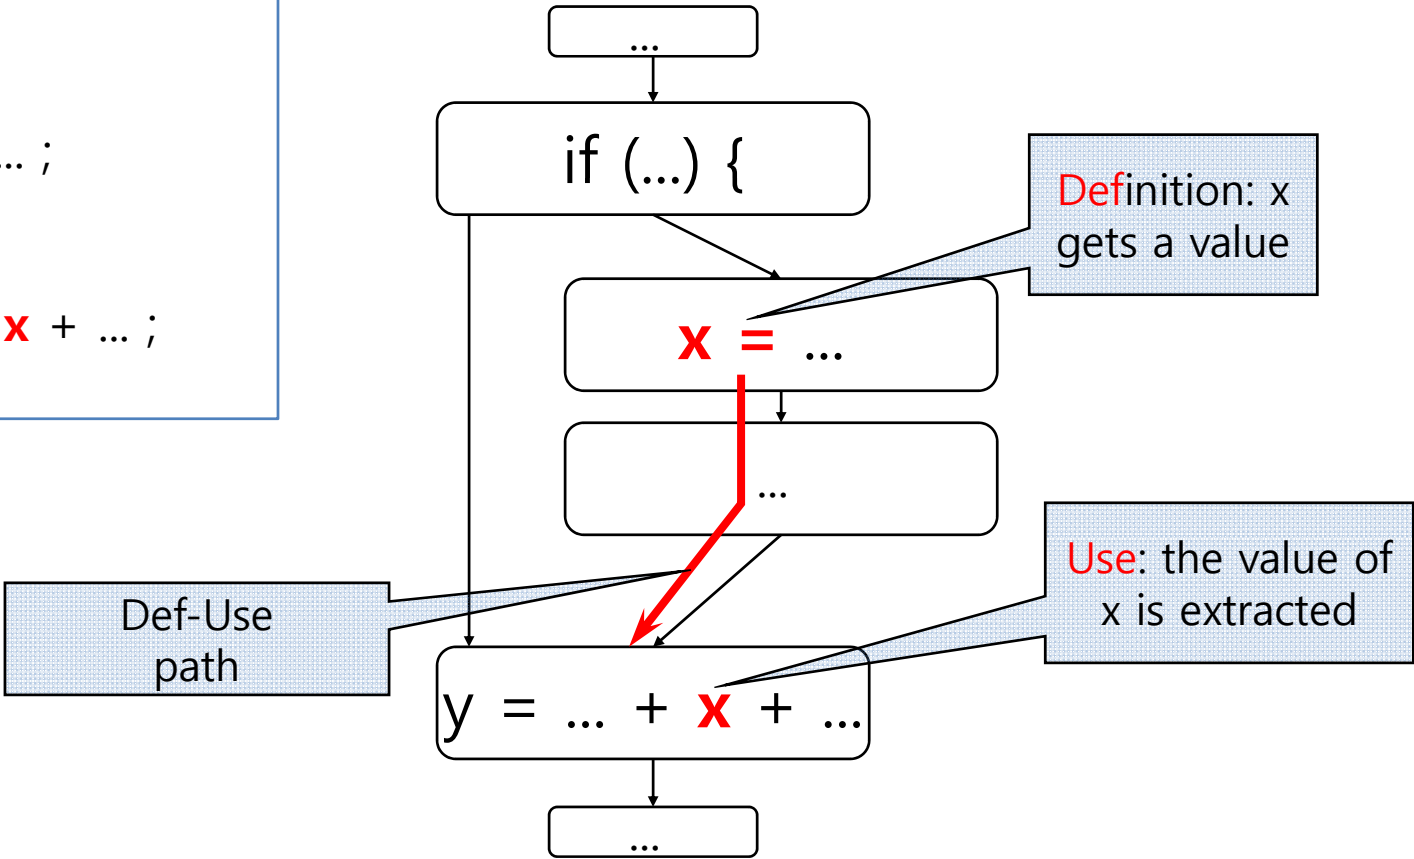 ... ;
x + ... ;
...
if (...) {
Definition: x
gets a value
x = ...
...
Use: the value of
x is extracted
Def-Use
path
y = ... + x + ...
...